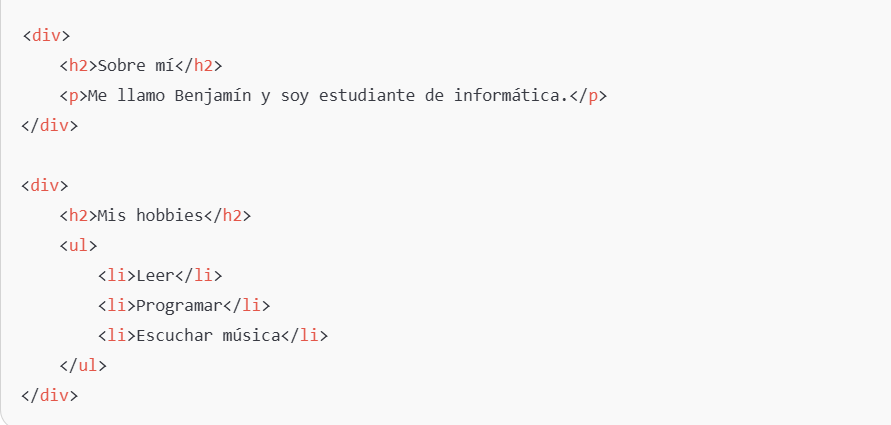 <div>
    <h2>Sobre mí</h2>
    <p>Me llamo Benjamín y soy estudiante de informática.</p>
</div>

<div>
    <h2>Mis hobbies</h2>
    <ul>
        <li>Leer</li>
        <li>Programar</li>
        <li>Escuchar música</li>
    </ul>
</div>